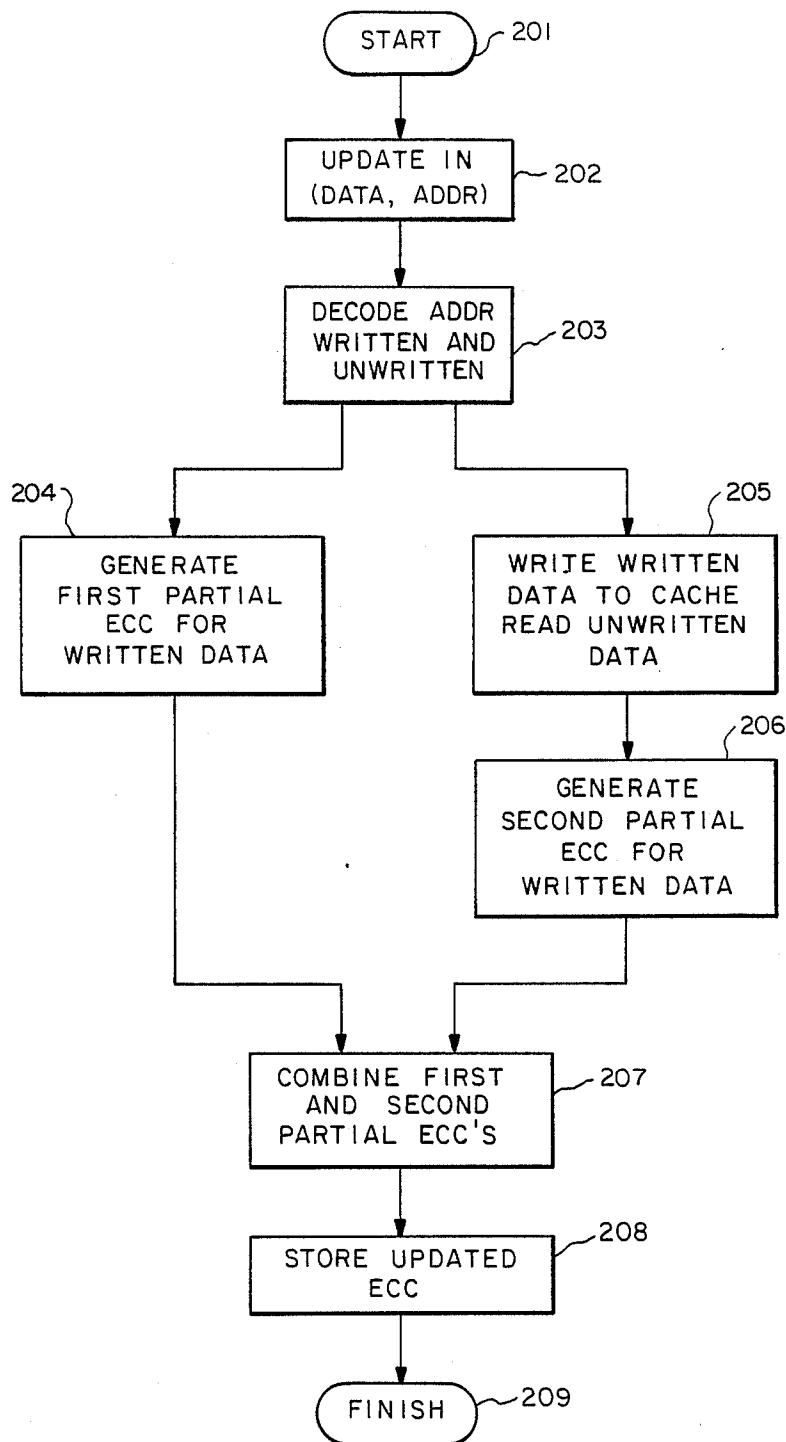 START
201
UPDATE IN
(DATA, ADDR)
202
DECODE ADDR
WRITTEN AND
UNWRITTEN
203
204
GENERATE
FIRST PARTIAL
ECC FOR
WRITTEN DATA
205
WRITE WRITTEN
DATA TO CACHE
READ UNWRITTEN
DATA
206
GENERATE
SECOND PARTIAL
ECC FOR
WRITTEN DATA
COMBINE FIRST
AND SECOND
PARTIAL ECC'S
207
STORE UPDATED
ECC
208
FINISH
209